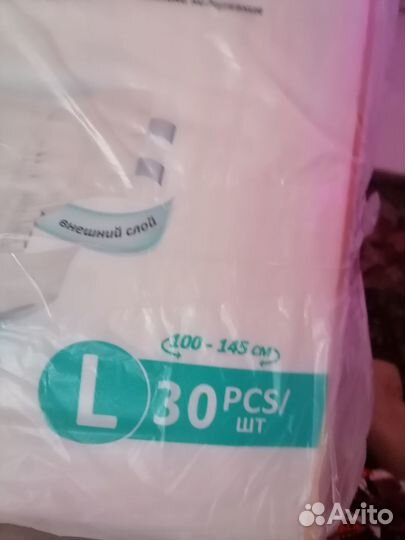 внешний слой
100 - 145 см
L 30 PCS/
ШТ
Avito